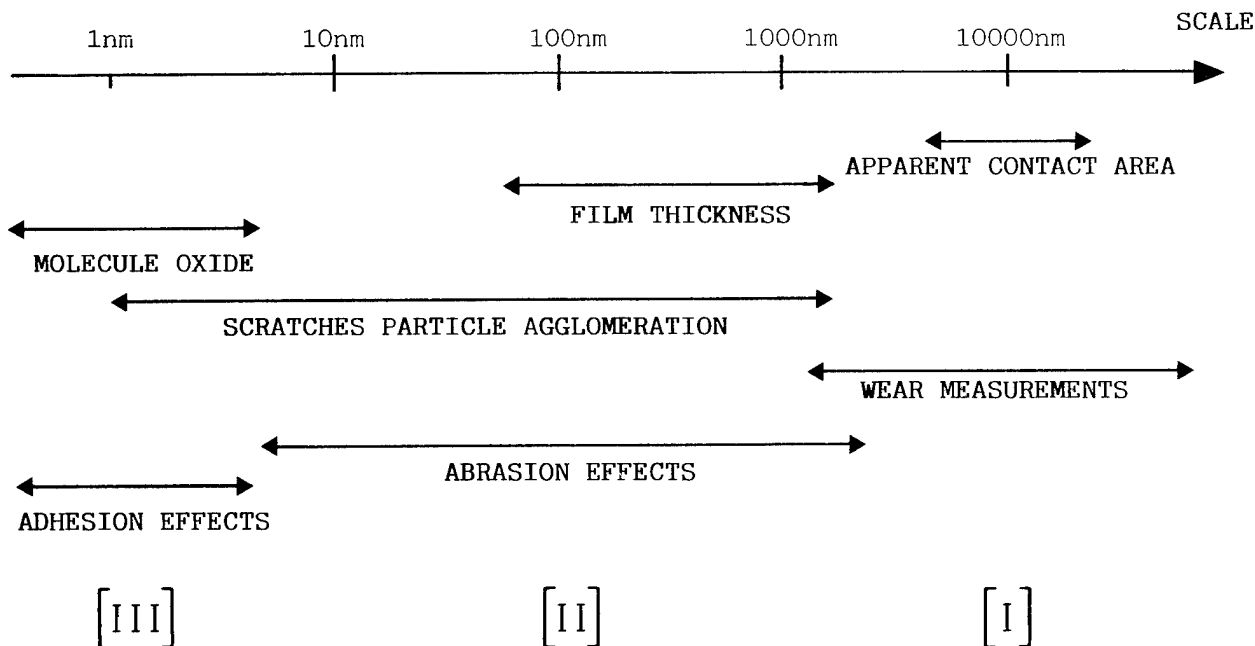 SCALE
1nm 10nm 100nm 1000nm 10000nm
APPARENT CONTACT AREA
FILM THICKNESS
MOLECULE OXIDE
SCRATCHES PARTICLE AGGLOMERATION
WEAR MEASUREMENTS
ABRASION EFFECTS
ADHESION EFFECTS
[III] [II] [I]